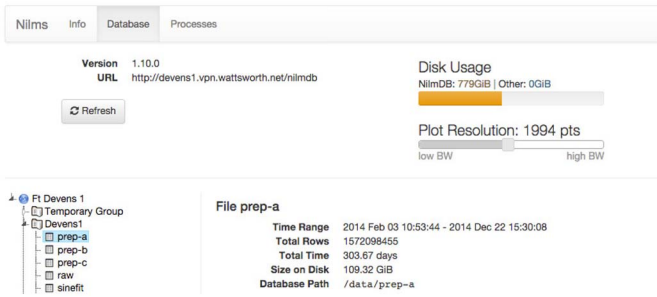 Nilms Info Database Processes
Version 1.10.0
URL http://devens1.vpn.wattsworth.net/nilmdb
Refresh
Disk Usage
NilmDB: 779GiB | Other: 0GiB
Plot Resolution: 1994 pts
low BW high BW
Ft Devens 1
Temporary Group
Devens1
prep-a
prep-b
prep-c
raw
sinefit
File prep-a
Time Range 2014 Feb 03 10:53:44 - 2014 Dec 22 15:30:08
Total Rows 1572098455
Total Time 303.67 days
Size on Disk 109.32 GiB
Database Path /data/prep-a